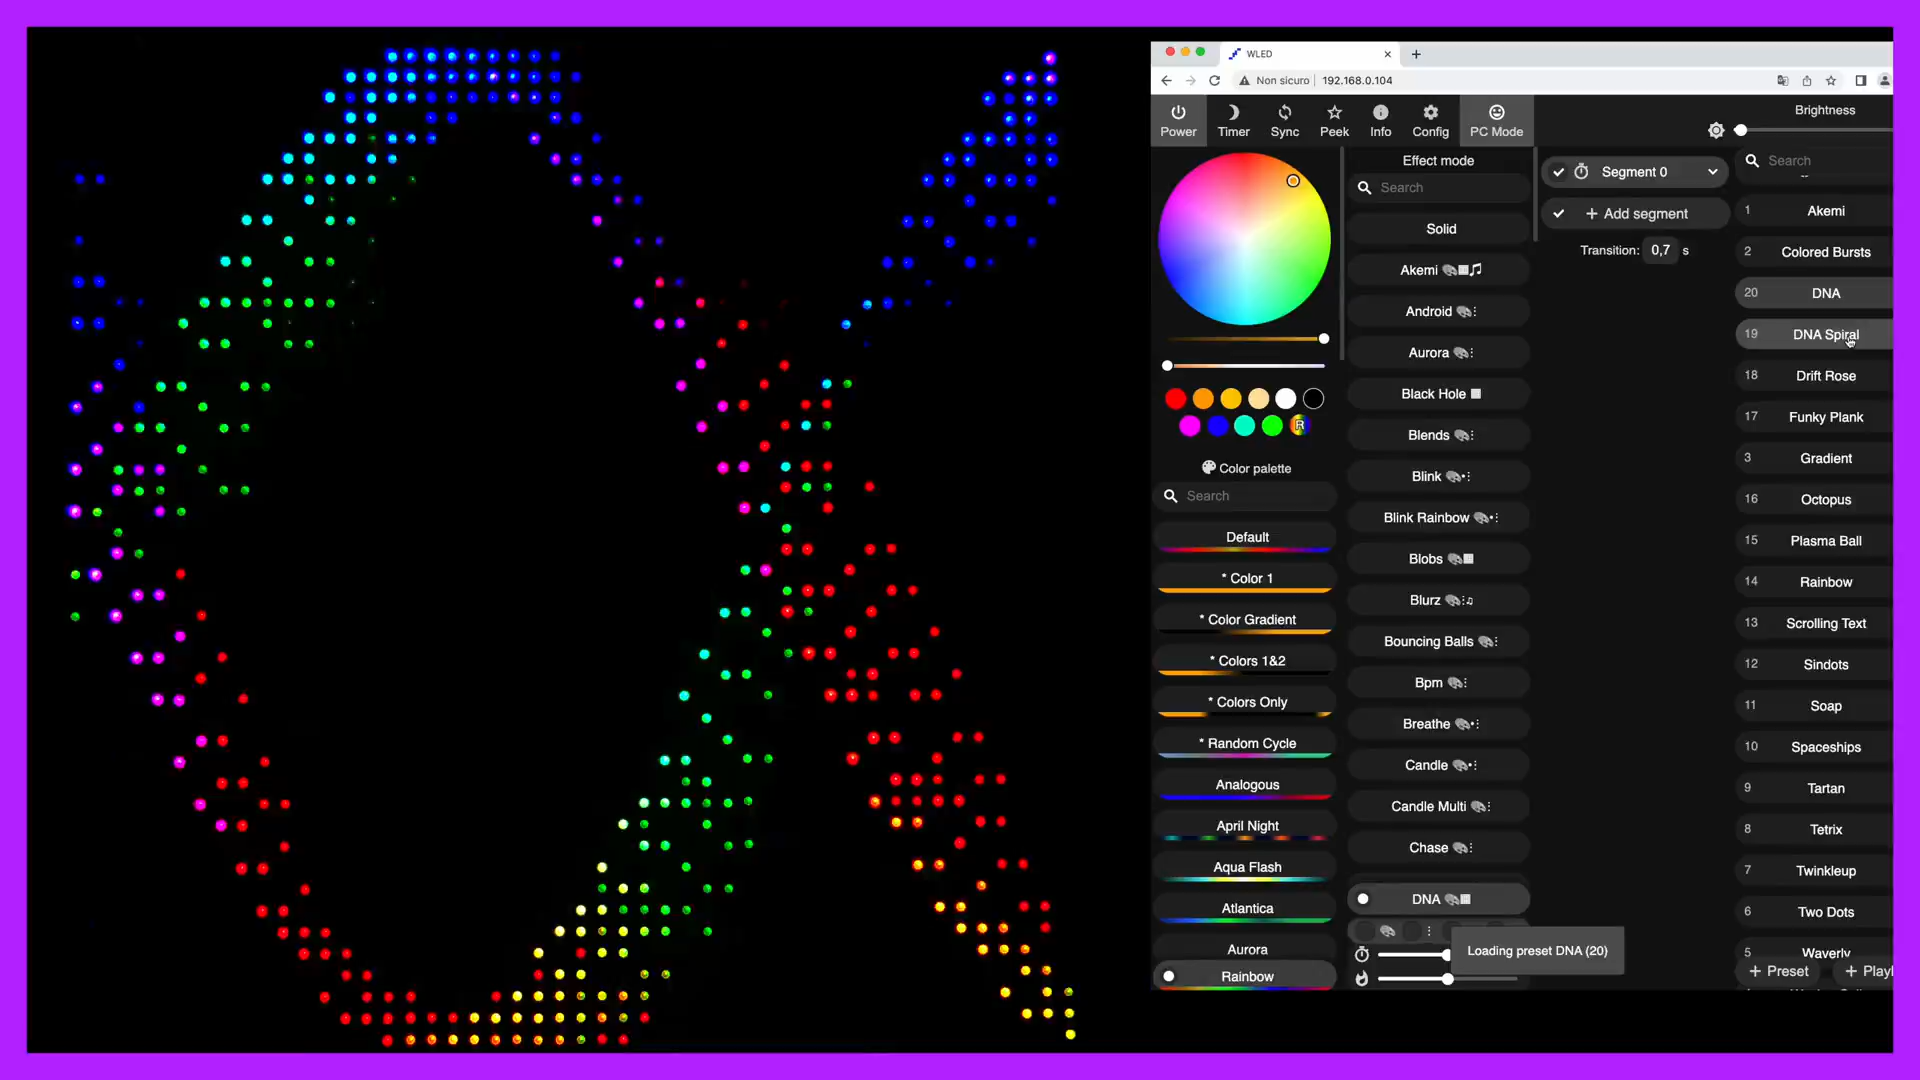 WLED
Non sicuro
192.168.0.104
Power
Timer
Sync
Peek
Info
Config
PC Mode
Brightness
Effect mode
Search
Solid
Akemi
Android
Aurora
Black Hole
Blends
Blink
Blink Rainbow
Blobs
Blurz
Bouncing Balls
Bpm
Breathe
Candle
Candle Multi
Chase
DNA
Loading preset DNA (20)
R
Color palette
Search
Default
* Color 1
* Color Gradient
* Colors 1&2
* Colors Only
* Random Cycle
Analogous
April Night
Aqua Flash
Atlantica
Aurora
Rainbow
Segment 0
+ Add segment
Transition: 0,7 s
Search
1 Akemi
2 Colored Bursts
20 DNA
19 DNA Spiral
18 Drift Rose
17 Funky Plank
3 Gradient
16 Octopus
15 Plasma Ball
14 Rainbow
13 Scrolling Text
12 Sindots
11 Soap
10 Spaceships
9 Tartan
8 Tetrix
7 Twinkleup
6 Two Dots
5 Waverly
+ Preset
+ Playl